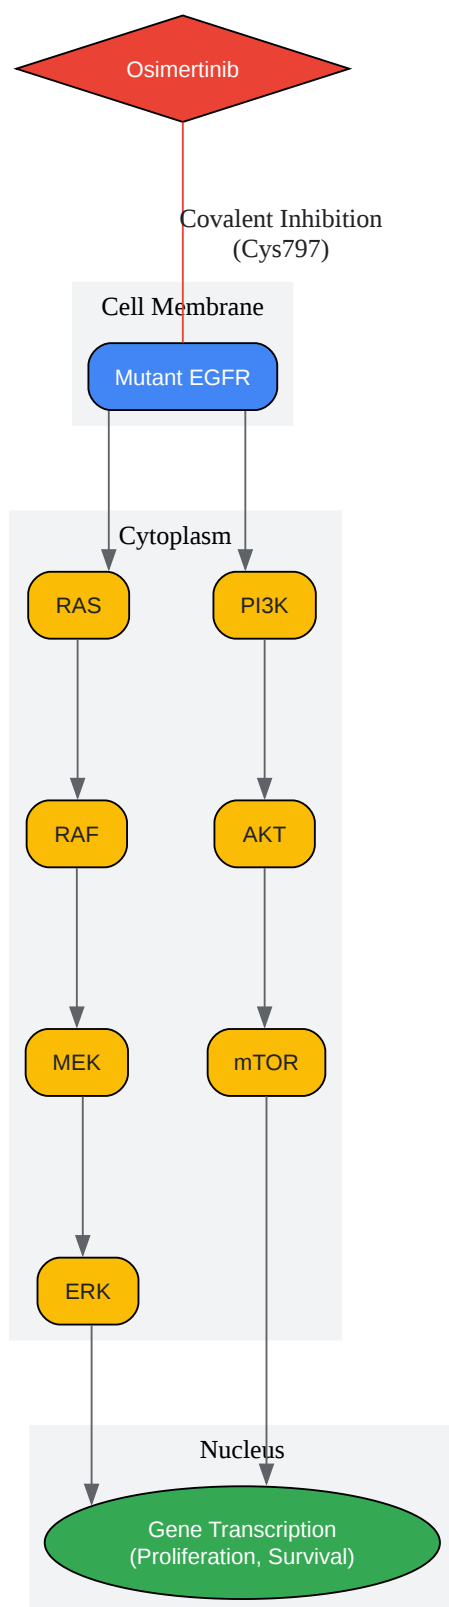 Osimertinib
Covalent Inhibition
(Cys797)
Cell Membrane
Mutant EGFR
Cytoplasm
RAS
PI3K
RAF
AKT
MEK
mTOR
ERK
Nucleus
Gene Transcription
(Proliferation, Survival)